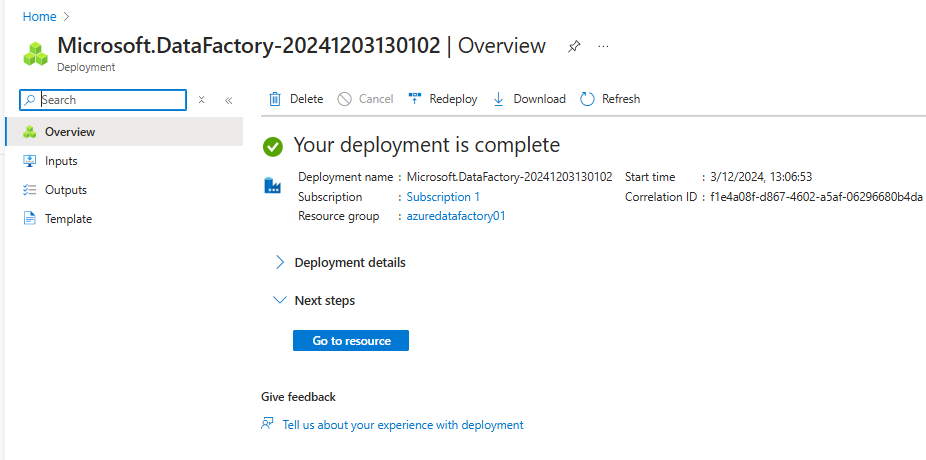 Home
Microsoft.DataFactory-20241203130102 | Overview
Deployment
Search
Overview
Inputs
Outputs
Template
Delete
Cancel
Redeploy
Download
Refresh
Your deployment is complete
Deployment name : Microsoft.DataFactory-20241203130102
Subscription : Subscription 1
Resource group : azuredatafactory01
Start time : 3/12/2024, 13:06:53
Correlation ID : f1e4a08f-d867-4602-a5af-06296680b4da
Deployment details
Next steps
Go to resource
Give feedback
Tell us about your experience with deployment